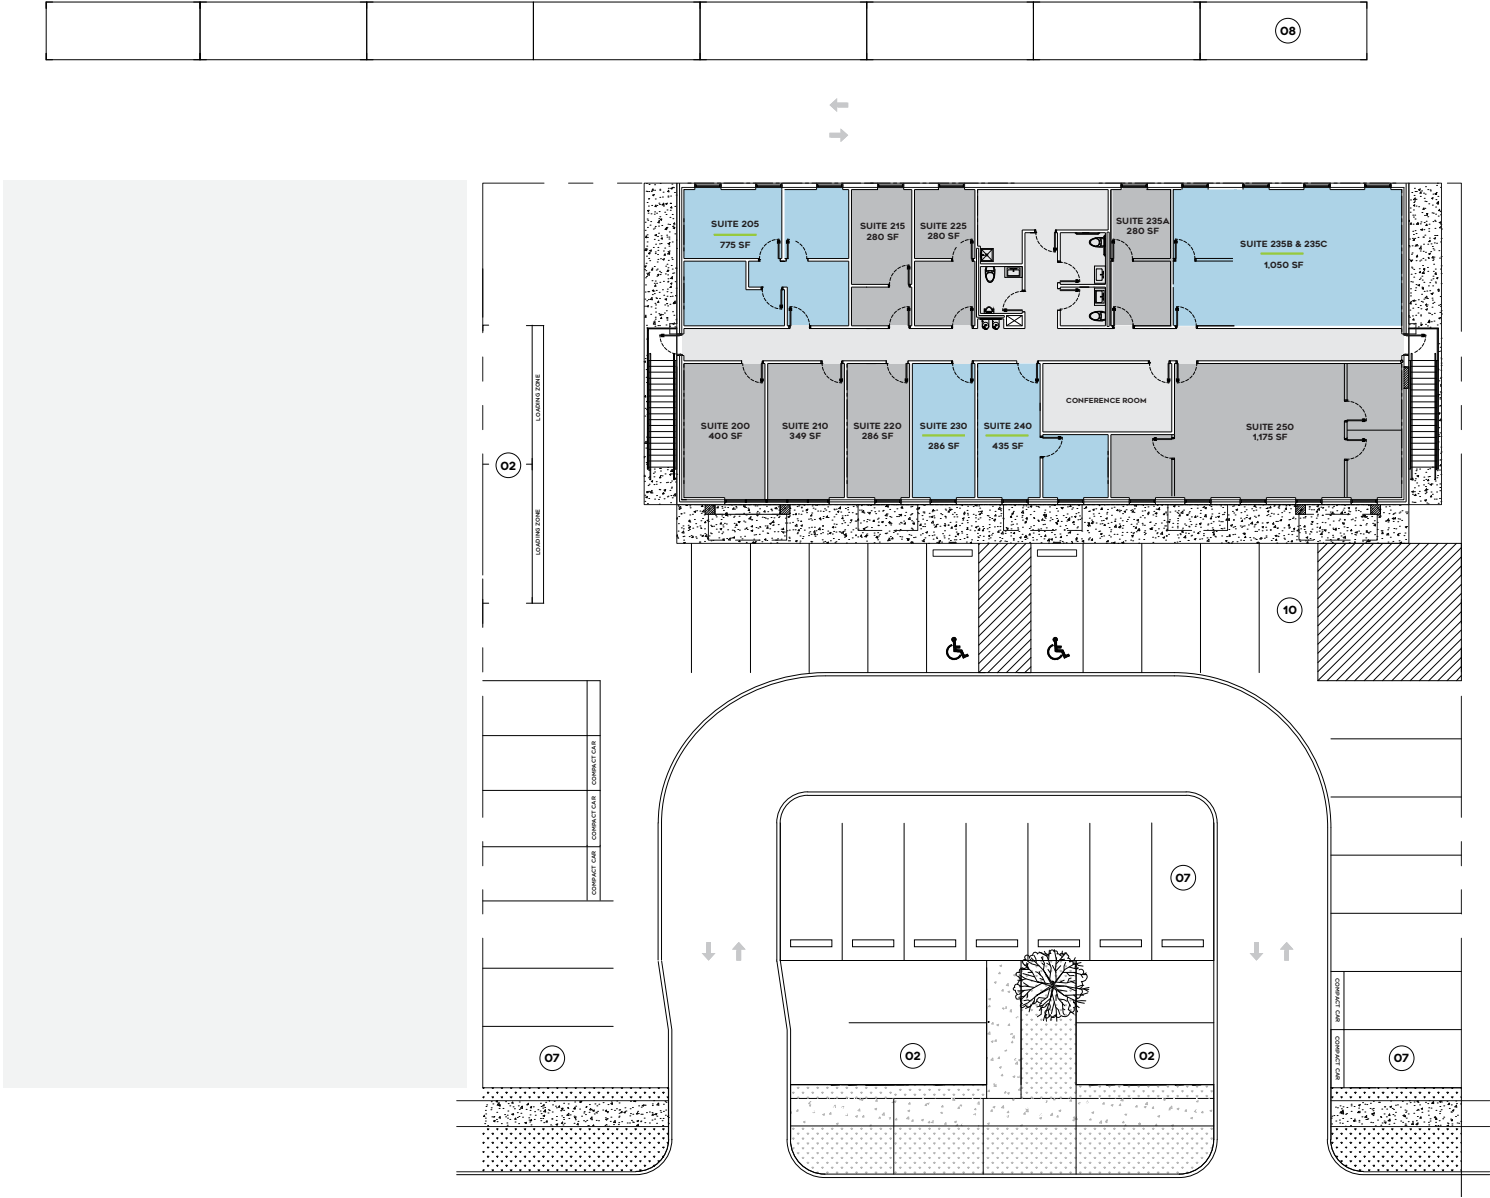 08
SUITE 205
775 SF
SUITE 215
280 SF
SUITE 225
280 SF
SUITE 235A
280 SF
SUITE 235B & 235C
1,050 SF
SUITE 200
400 SF
SUITE 210
349 SF
SUITE 220
286 SF
SUITE 230
286 SF
SUITE 240
435 SF
CONFERENCE ROOM
SUITE 250
1,175 SF
LOADING ZONE
02
LOADING ZONE
10
COMPACT CAR
COMPACT CAR
COMPACT CAR
07
COMPACT CAR
COMPACT CAR
07
02
02
07